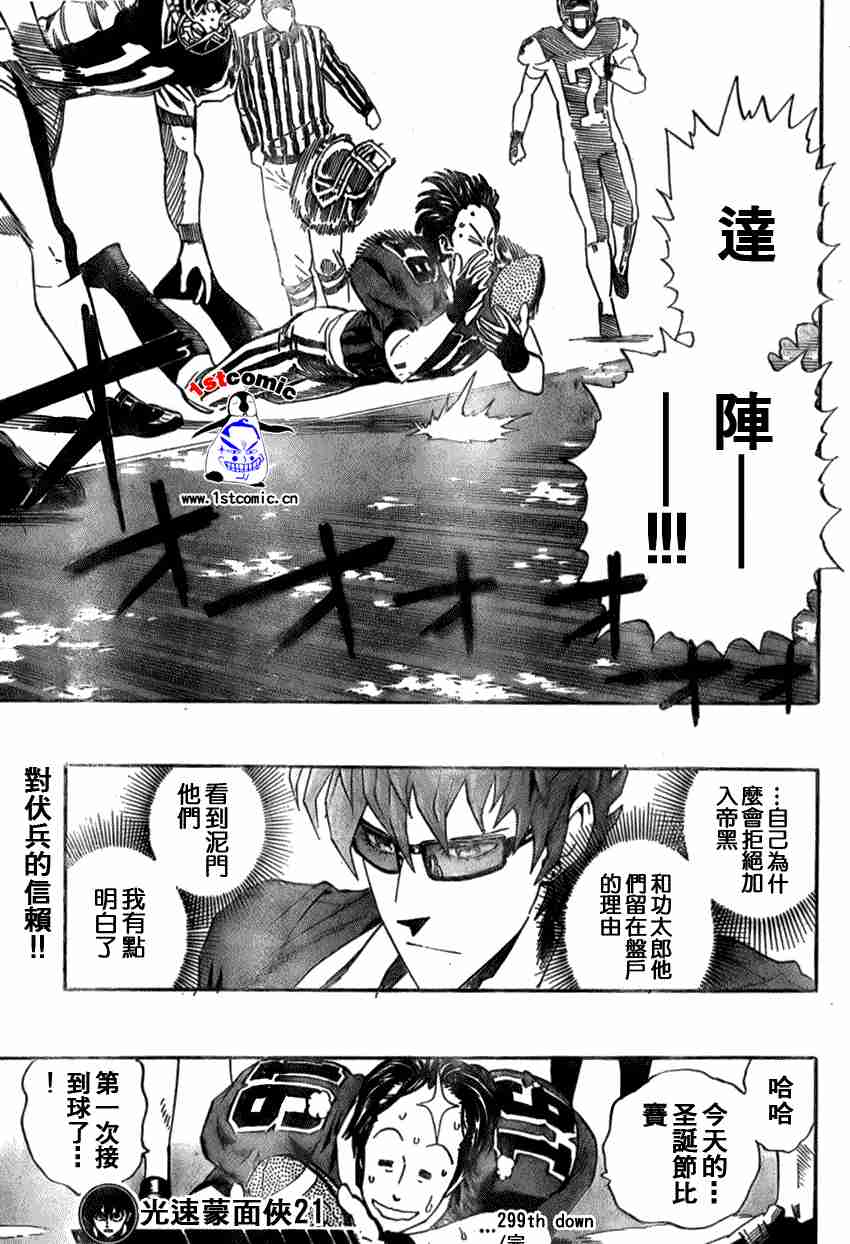 達陣——
——!!!
1stcomic
www.1stcomic.cn
…自己為什
麼會拒絕加
入帝黑
和功太郎他
們留在盤戶
的理由
看到泥門
他們
我有點
明白了
對伏兵的信賴!!
哈哈
今天的…
聖誕節比
賽
第一次接
到球了…
!
光速蒙面俠21
…299th down
/完